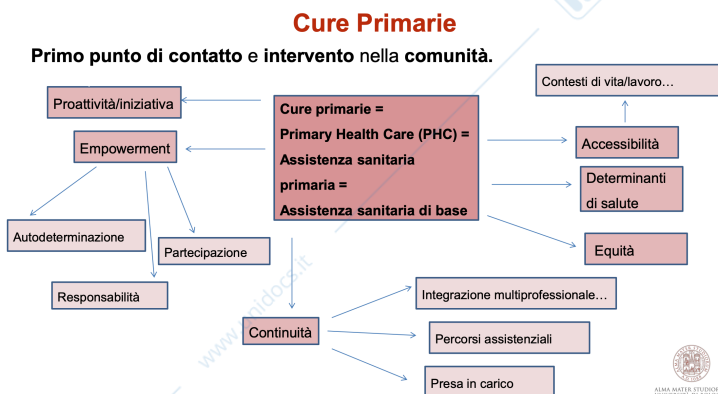 Cure Primarie
Primo punto di contatto e intervento nella comunità.
Contesti di vita/lavoro…
Proattività/iniziativa
Cure primarie =
Primary Health Care (PHC) =
Assistenza sanitaria
primaria =
Assistenza sanitaria di base
Empowerment
Accessibilità
Determinanti
di salute
Autodeterminazione
Partecipazione
Equità
Responsabilità
Integrazione multiprofessionale…
Continuità
Percorsi assistenziali
Presa in carico
ALMA MATER